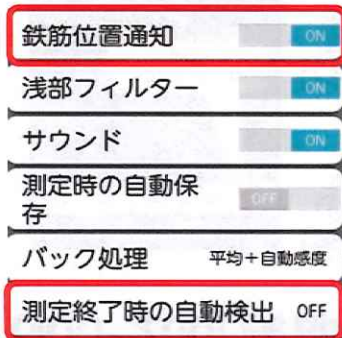 鉄筋位置通知 ON
浅部フィルター ON
サウンド ON
測定時の自動保
存 OFF
バック処理 平均+自動感度
測定終了時の自動検出 OFF